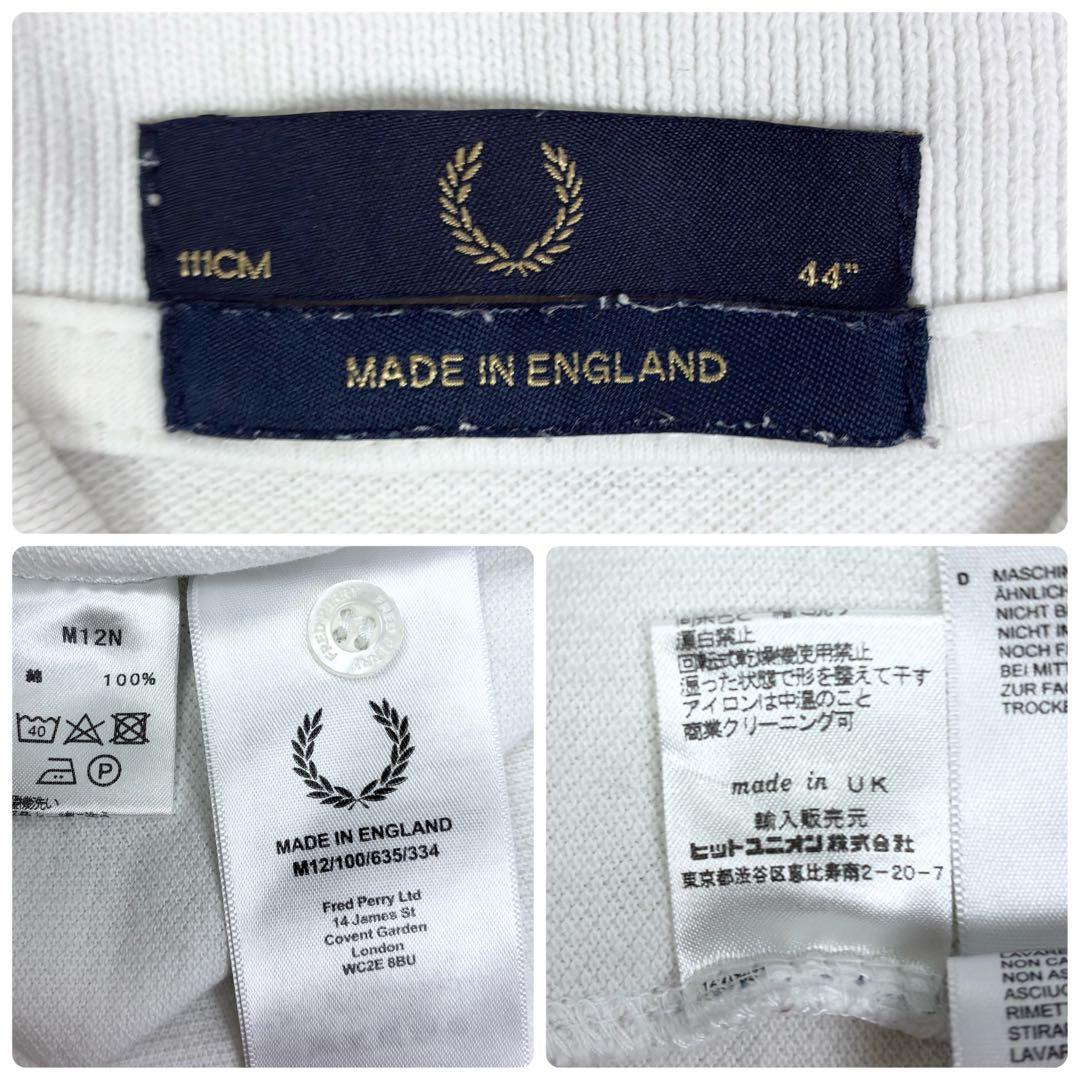 111CM
44"
MADE IN ENGLAND
M12N
綿 100%
40
P
MADE IN ENGLAND
M12/100/635/334
Fred Perry Ltd
14 James St
Covent Garden
London
WC2E 8BU
漂白禁止
回転式乾燥機使用禁止
湿った状態で形を整えて干す
アイロンは中温のこと
商業クリーニング可
made in UK
輸入販売元
ヒットユニオン株式会社
東京都渋谷区恵比寿南2-20-7
D MASCHIN
ÄHNLICH
NICHT B
NICHT IM
NOCH F
BEI MITT
ZUR FA
TROCKE
LAVARE
NON CA
NON AS
ASCIUG
RIMET
STIRA
LAVAR